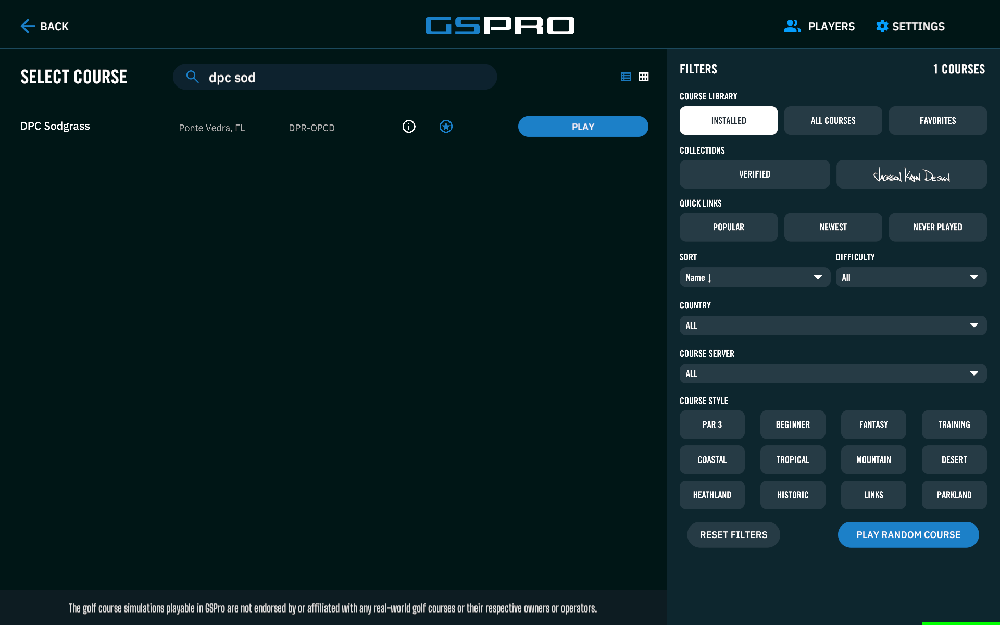 BACK
GSPRO
PLAYERS
SETTINGS
SELECT COURSE
dpc sod
DPC Sodgrass
Ponte Vedra, FL
DPR-OPCD
PLAY
FILTERS
1 COURSES
COURSE LIBRARY
INSTALLED
ALL COURSES
FAVORITES
COLLECTIONS
VERIFIED
Jackson Kahn Design
QUICK LINKS
POPULAR
NEWEST
NEVER PLAYED
SORT
DIFFICULTY
Name ↓
All
COUNTRY
ALL
COURSE SERVER
ALL
COURSE STYLE
PAR 3
BEGINNER
FANTASY
TRAINING
COASTAL
TROPICAL
MOUNTAIN
DESERT
HEATHLAND
HISTORIC
LINKS
PARKLAND
RESET FILTERS
PLAY RANDOM COURSE
The golf course simulations playable in GSPro are not endorsed by or affiliated with any real-world golf courses or their respective owners or operators.